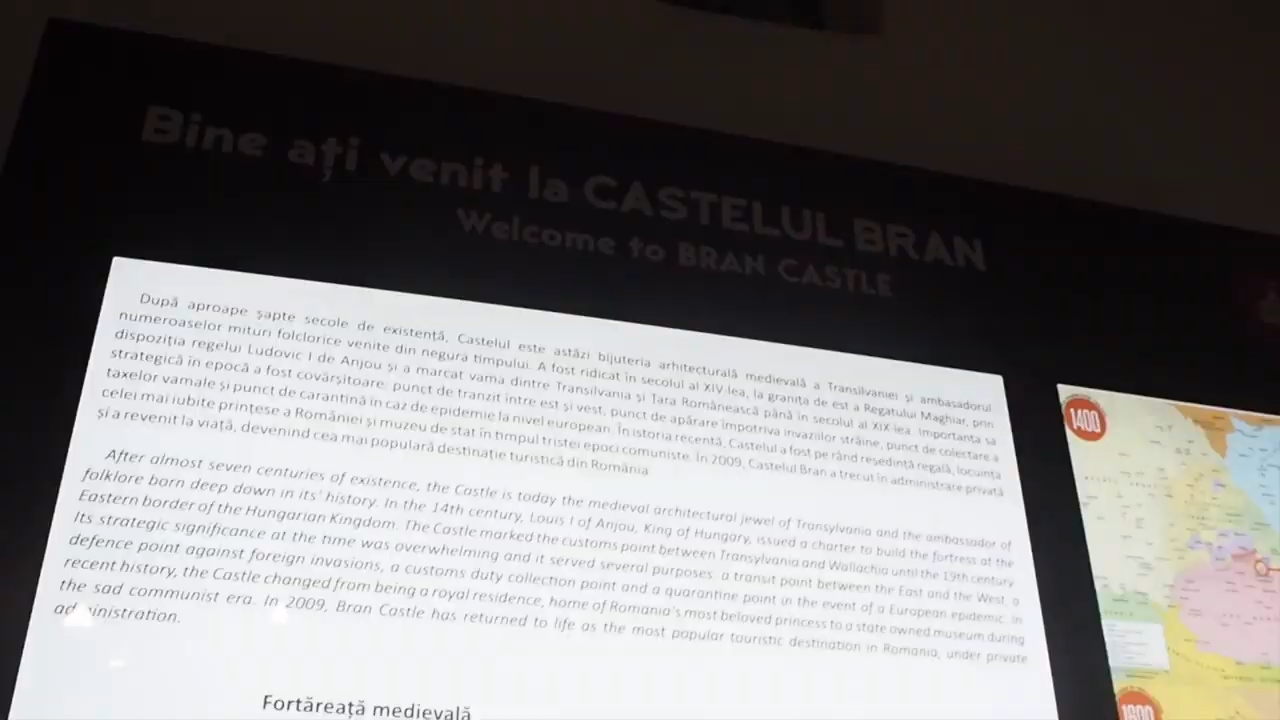 Bine ați venit la CASTELUL BRAN
Welcome to BRAN CASTLE
După aproape șapte secole de existență, Castelul este astăzi bijuteria arhitecturală medievală a Transilvaniei și ambasadorul
numeroaselor mituri folclorice venite din negura timpului. A fost ridicat în secolul al XIV-lea, la granița de est a Regatului Maghiar, prin
dispoziția regelui Ludovic I de Anjou și a marcat vama dintre Transilvania și Țara Românească până în secolul al XIX-lea. Importanța sa
strategică în epocă a fost covârșitoare: punct de tranzit între est și vest, punct de apărare împotriva invaziilor străine, punct de colectare a
taxelor vamale și punct de carantină în caz de epidemie la nivel european. În istoria recentă, Castelul a fost pe rând reședință regală, locuința
celei mai iubite prințese a României și muzeu de stat în timpul tristei epoci comuniste. În 2009, Castelul Bran a trecut în administrare privată
și a revenit la viață, devenind cea mai populară destinație turistică din România
After almost seven centuries of existence, the Castle is today the medieval architectural jewel of Transylvania and the ambassador of
folklore born deep down in its' history. In the 14th century, Louis I of Anjou, King of Hungary, issued a charter to build the fortress at the
Eastern border of the Hungarian Kingdom. The Castle marked the customs point between Transylvania and Wallachia until the 19th century.
Its strategic significance at the time was overwhelming and it served several purposes: a transit point between the East and the West, a
defence point against foreign invasions, a customs duty collection point and a quarantine point in the event of a European epidemic. In
recent history, the Castle changed from being a royal residence, home of Romania's most beloved princess to a state owned museum during
the sad communist era. In 2009, Bran Castle has returned to life as the most popular touristic destination in Romania, under private
administration.
Fortăreață medievală
1400
1600